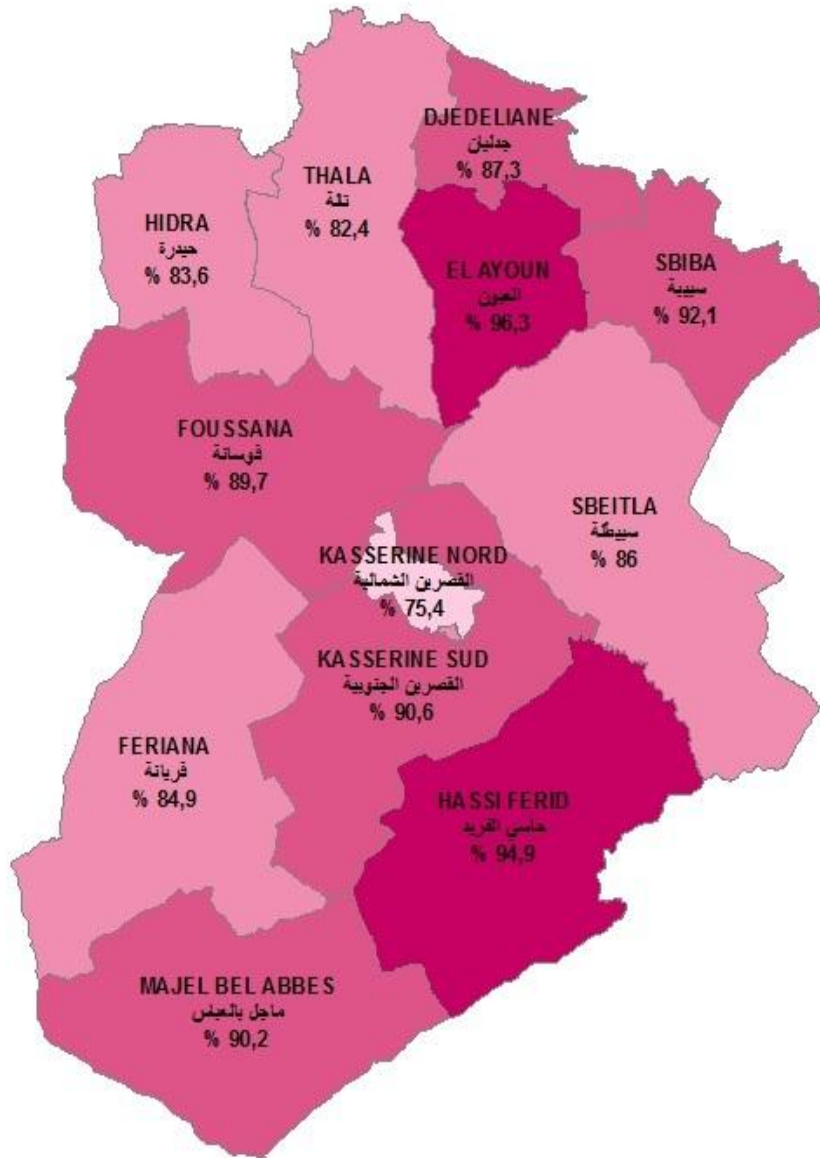 DJEDELIANE
جدليان
% 87,3
THALA
تالة
% 82,4
HIDRA
حيدرة
% 83,6
EL AYOUN
العيون
% 96,3
SBIBA
سبيبة
% 92,1
FOUSSANA
فوسانة
% 89,7
SBEITLA
سبيطلة
% 86
KASSERINE NORD
القصرين الشمالية
% 75,4
KASSERINE SUD
القصرين الجنوبية
% 90,6
FERIANA
فريانة
% 84,9
HASSI FERID
حاسي الفريد
% 94,9
MAJEL BEL ABBES
ماجل بالعباس
% 90,2